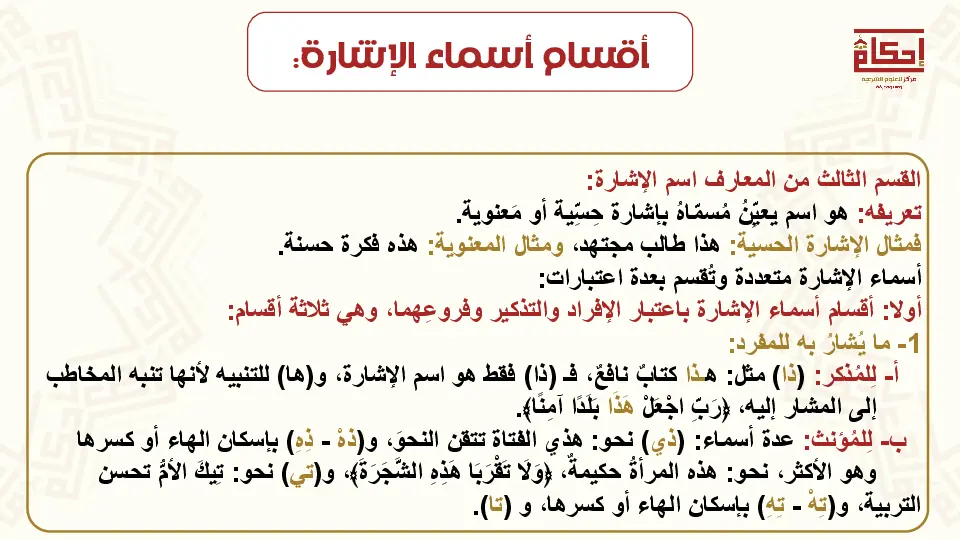 أقسام أسماء الإشارة:
إحكام
مركز للعلوم الشرعية
القسم الثالث من المعارف اسم الإشارة:
تعريفه: هو اسم يعيِّنُ مُسمّاهُ بإشارة حِسِّية أو مَعنوية.
فمثال الإشارة الحسية: هذا طالب مجتهد، ومثال المعنوية: هذه فكرة حسنة.
أسماء الإشارة متعددة وتُقسم بعدة اعتبارات:
أولا: أقسام أسماء الإشارة باعتبار الإفراد والتذكير وفروعِهما، وهي ثلاثة أقسام:
1- ما يُشارُ به للمفرد:
أ- لِلمُذكر: (ذا) مثل: هـذا كتابٌ نافعٌ، فـ (ذا) فقط هو اسم الإشارة، و(ها) للتنبيه لأنها تنبه المخاطب
إلى المشار إليه، ﴿رَبِّ اجْعَلْ هَذَا بَلَدًا آمِنًا﴾.
ب- لِلمُؤنث: عدة أسماء: (ذي) نحو: هذي الفتاة تتقن النحوَ، و(ذهْ - ذِهِ) بإسكان الهاء أو كسرها
وهو الأكثر، نحو: هذه المرأةُ حكيمةٌ، ﴿وَلَا تَقْرَبَا هَذِهِ الشَّجَرَةَ﴾، و(تي) نحو: تِيكَ الأمُّ تحسن
التربية، و(تِهْ - تِهِ) بإسكان الهاء أو كسرها، و (تا).